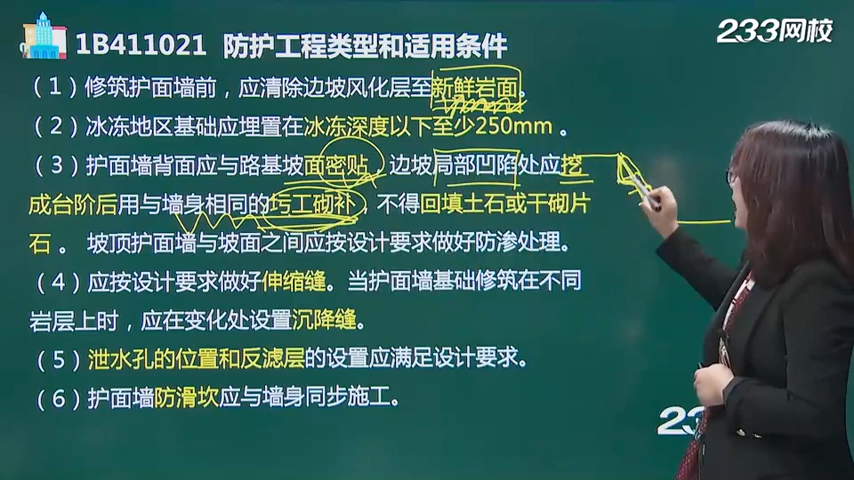 233网校
1B411021 防护工程类型和适用条件
（1）修筑护面墙前，应清除边坡风化层至新鲜岩面。
（2）冰冻地区基础应埋置在冰冻深度以下至少250mm 。
（3）护面墙背面应与路基坡面密贴，边坡局部凹陷处应挖
成台阶后用与墙身相同的圬工砌补，不得回填土石或干砌片
石 。 坡顶护面墙与坡面之间应按设计要求做好防渗处理。
（4）应按设计要求做好伸缩缝。当护面墙基础修筑在不同
岩层上时，应在变化处设置沉降缝。
（5）泄水孔的位置和反滤层的设置应满足设计要求。
（6）护面墙防滑坎应与墙身同步施工。